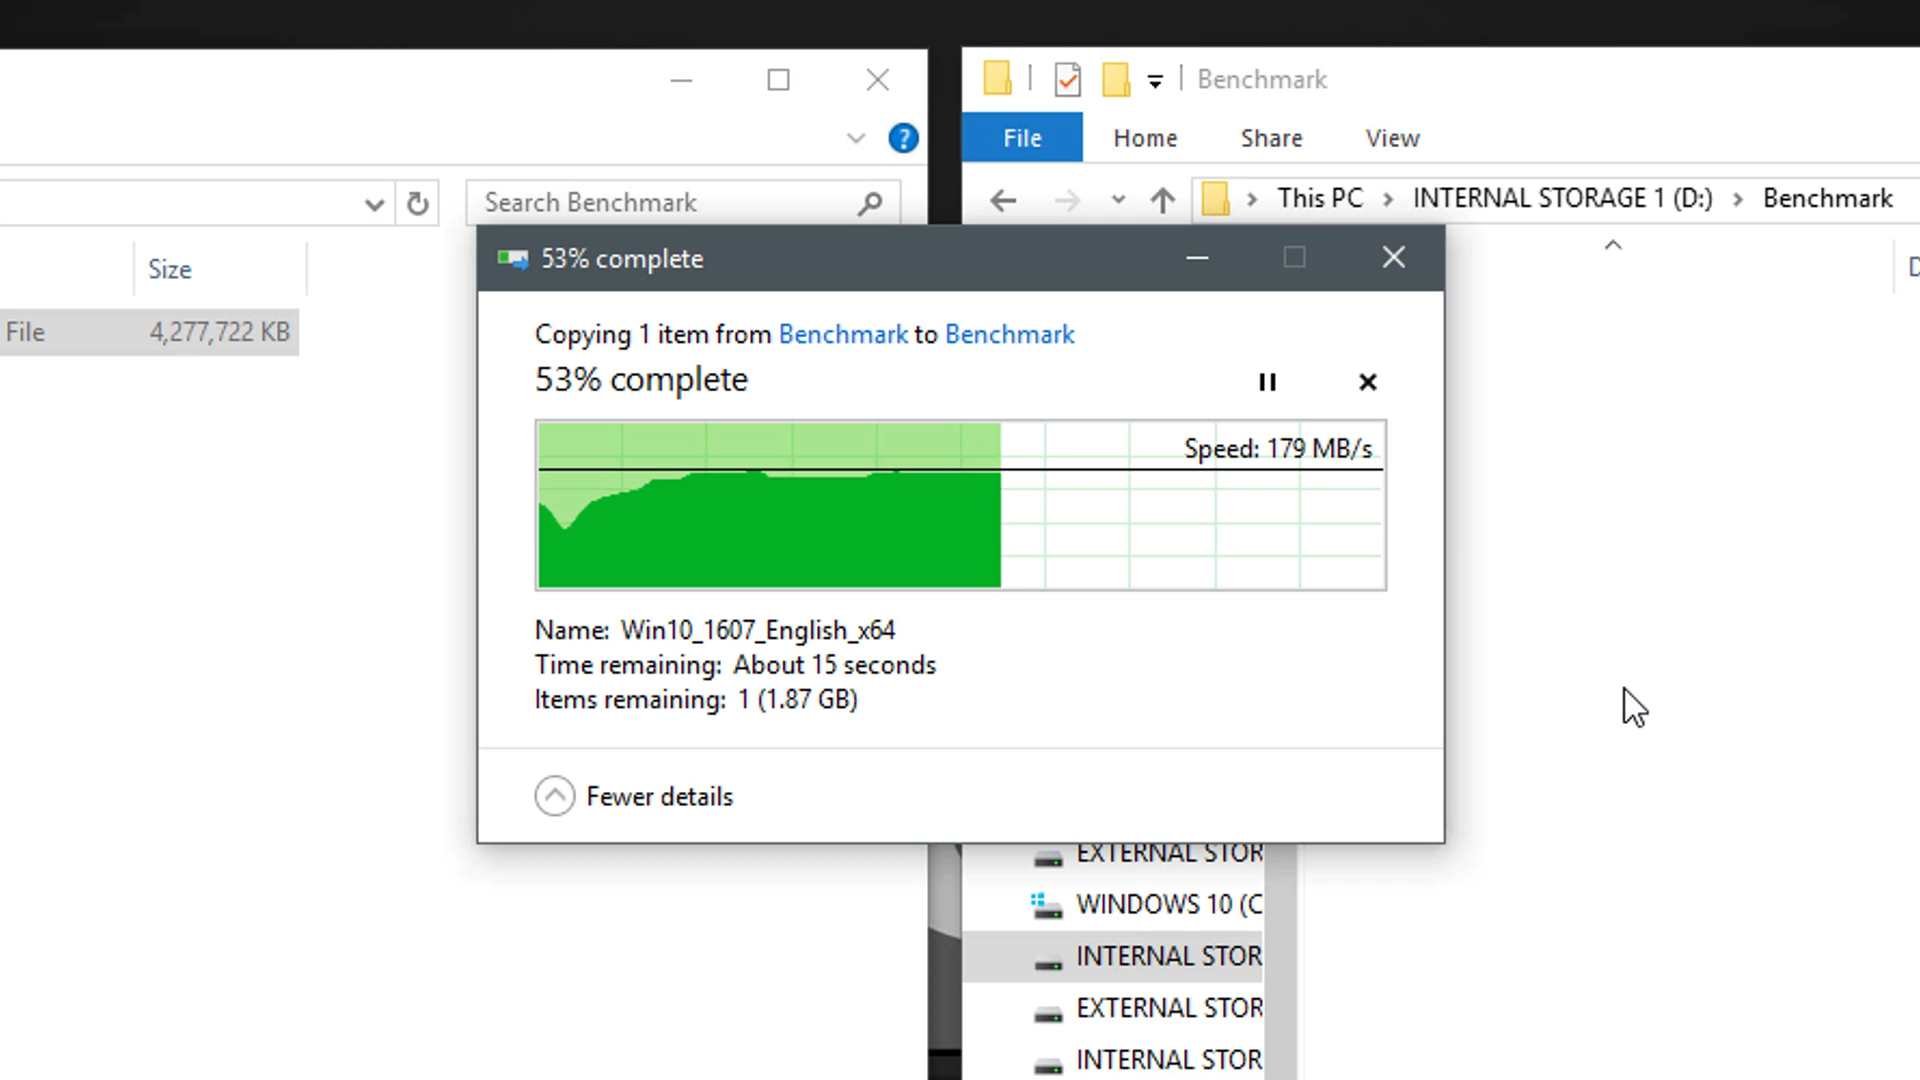 Benchmark
File Home Share View
?
Search Benchmark
This PC > INTERNAL STORAGE 1 (D:) > Benchmark
Size
File 4,277,722 KB
53% complete
Copying 1 item from Benchmark to Benchmark
53% complete
Speed: 179 MB/s
Name: Win10_1607_English_x64
Time remaining: About 15 seconds
Items remaining: 1 (1.87 GB)
Fewer details
EXTERNAL STOR
WINDOWS 10 (C
INTERNAL STOR
EXTERNAL STOR
INTERNAL STOR